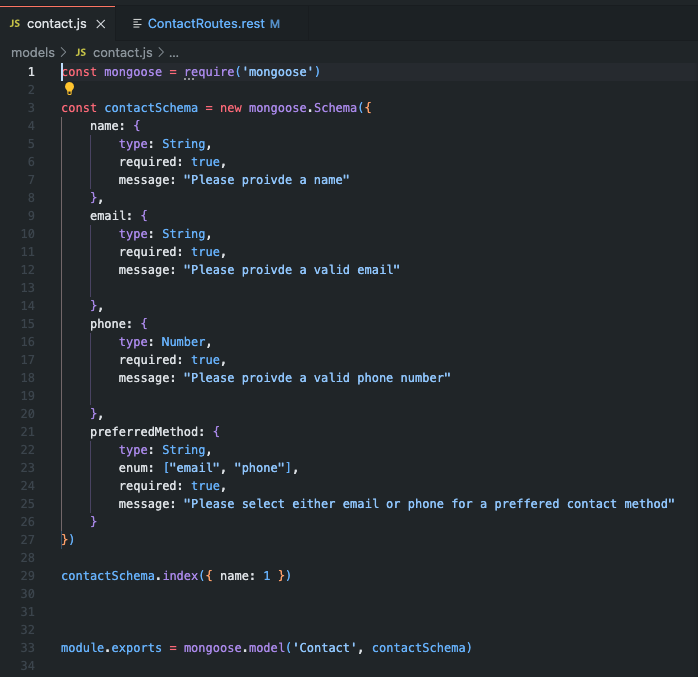 JS contact.js ×
ContactRoutes.rest M
models > JS contact.js > ...
1 const mongoose = require('mongoose')
2
3 const contactSchema = new mongoose.Schema({
4 name: {
5 type: String,
6 required: true,
7 message: "Please proivde a name"
8 },
9 email: {
10 type: String,
11 required: true,
12 message: "Please proivde a valid email"
13
14 },
15 phone: {
16 type: Number,
17 required: true,
18 message: "Please proivde a valid phone number"
19
20 },
21 preferredMethod: {
22 type: String,
23 enum: ["email", "phone"],
24 required: true,
25 message: "Please select either email or phone for a preffered contact method"
26 }
27 })
28
29 contactSchema.index({ name: 1 })
30
31
32
33 module.exports = mongoose.model('Contact', contactSchema)
34